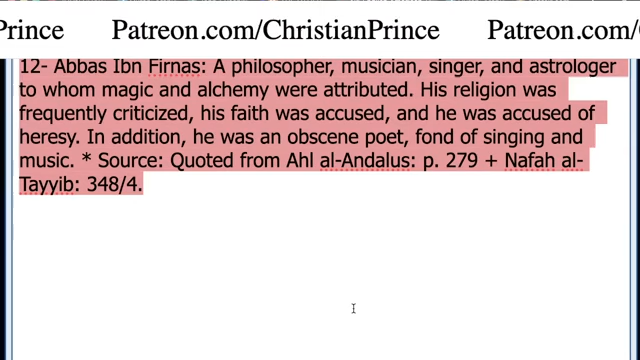 Prince Patreon.com/ChristianPrince Patreon.com/
12- Abbas Ibn Firnas: A philosopher, musician, singer, and astrologer
to whom magic and alchemy were attributed. His religion was
frequently criticized, his faith was accused, and he was accused of
heresy. In addition, he was an obscene poet, fond of singing and
music. * Source: Quoted from Ahl al-Andalus: p. 279 + Nafah al-
Tayyib: 348/4.